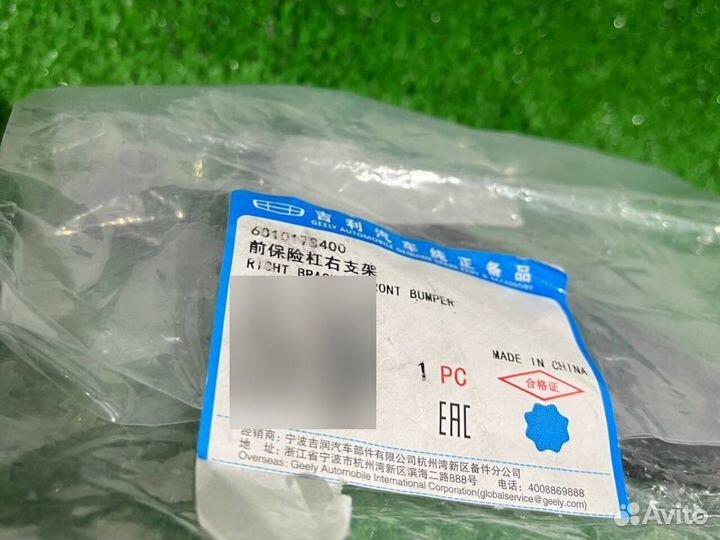 吉利汽车纯正备品
GEELY AUTOMOBILE GENUINE SPARE PART & ACCESSORY
6010175400
前保险杠右支架
RIGHT BUMPER
1 PC
MADE IN CHINA
合格证
EAC
经销商：宁波吉润汽车部件有限公司杭州湾新区备件分公司
地 址：浙江省宁波市杭州湾新区滨海二路888号 电话：4008869888
Overseas: Geely Automobile International Corporation(globalservice@geely.com)
Avito